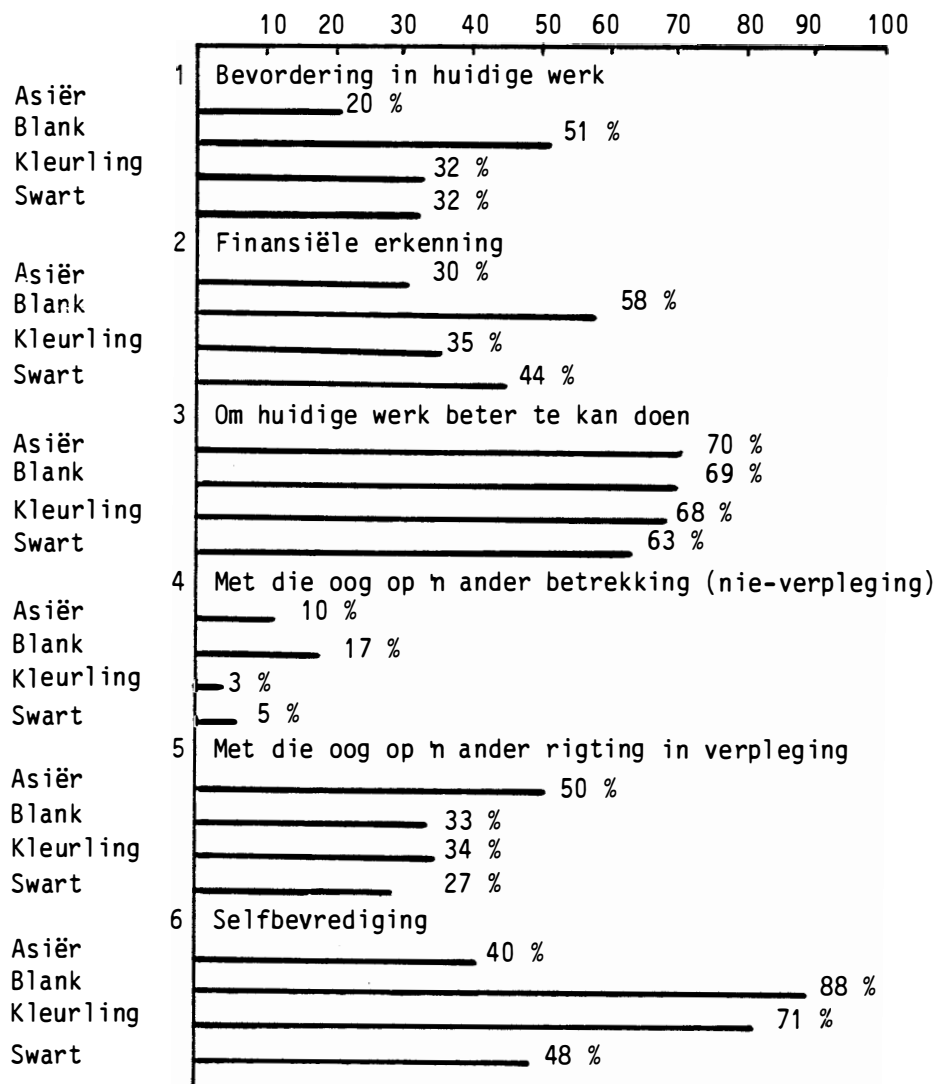 10 20 30 40 50 60 70 80 90 100
1 Bevordering in huidige werk
Asiër 20 %
Blank 51 %
Kleurling 32 %
Swart 32 %
2 Finansiële erkenning
Asiër 30 %
Blank 58 %
Kleurling 35 %
Swart 44 %
3 Om huidige werk beter te kan doen
Asiër 70 %
Blank 69 %
Kleurling 68 %
Swart 63 %
4 Met die oog op 'n ander betrekking (nie-verpleging)
Asiër 10 %
Blank 17 %
Kleurling 3 %
Swart 5 %
5 Met die oog op 'n ander rigting in verpleging
Asiër 50 %
Blank 33 %
Kleurling 34 %
Swart 27 %
6 Selfbevrediging
Asiër 40 %
Blank 88 %
Kleurling 71 %
Swart 48 %